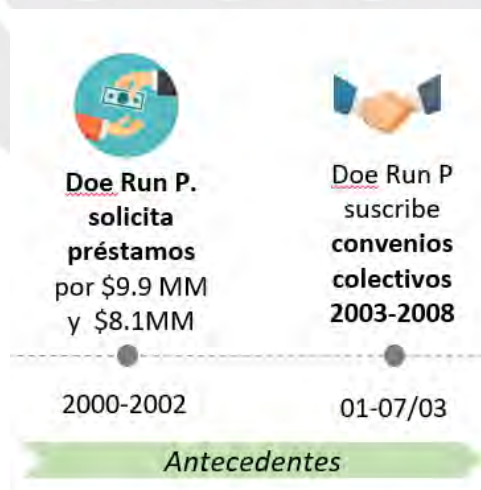 Doe Run P.
solicita
préstamos
por $9.9 MM
y $8.1MM
2000-2002
Doe Run P
suscribe
convenios
colectivos
2003-2008
01-07/03
Antecedentes